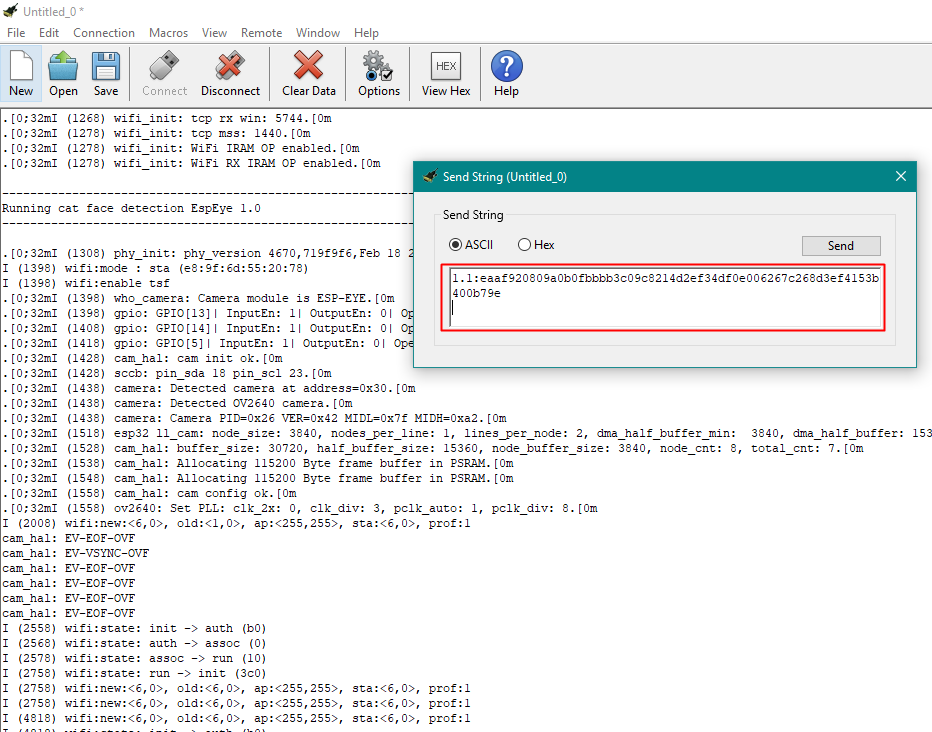 Untitled_0 *
File Edit Connection Macros View Remote Window Help
HEX ?
New Open Save Connect Disconnect Clear Data Options View Hex Help
.[0;32mI (1268) wifi_init: tcp rx win: 5744.[0m
.[0;32mI (1278) wifi_init: tcp mss: 1440.[0m
.[0;32mI (1278) wifi_init: WiFi IRAM OP enabled.[0m
.[0;32mI (1278) wifi_init: WiFi RX IRAM OP enabled.[0m
Running cat face detection EspEye 1.0
.[0;32mI (1308) phy_init: phy_version 4670,719f9f6,Feb 18 2
I (1398) wifi:mode : sta (e8:9f:6d:55:20:78)
I (1398) wifi:enable tsf
.[0;32mI (1398) who_camera: Camera module is ESP-EYE.[0m
.[0;32mI (1398) gpio: GPIO[13]| InputEn: 1| OutputEn: 0| Op
.[0;32mI (1408) gpio: GPIO[14]| InputEn: 1| OutputEn: 0| Op
.[0;32mI (1418) gpio: GPIO[5]| InputEn: 1| OutputEn: 0| Ope
.[0;32mI (1428) cam_hal: cam init ok.[0m
.[0;32mI (1428) sccb: pin_sda 18 pin_scl 23.[0m
.[0;32mI (1438) camera: Detected camera at address=0x30.[0m
.[0;32mI (1438) camera: Detected OV2640 camera.[0m
.[0;32mI (1438) camera: Camera PID=0x26 VER=0x42 MIDL=0x7f MIDH=0xa2.[0m
.[0;32mI (1518) esp32 ll_cam: node_size: 3840, nodes_per_line: 1, lines_per_node: 2, dma_half_buffer_min:  3840, dma_half_buffer: 153
.[0;32mI (1528) cam_hal: buffer_size: 30720, half_buffer_size: 15360, node_buffer_size: 3840, node_cnt: 8, total_cnt: 7.[0m
.[0;32mI (1538) cam_hal: Allocating 115200 Byte frame buffer in PSRAM.[0m
.[0;32mI (1548) cam_hal: Allocating 115200 Byte frame buffer in PSRAM.[0m
.[0;32mI (1558) cam_hal: cam config ok.[0m
.[0;32mI (1558) ov2640: Set PLL: clk_2x: 0, clk_div: 3, pclk_auto: 1, pclk_div: 8.[0m
I (2008) wifi:new:<6,0>, old:<1,0>, ap:<255,255>, sta:<6,0>, prof:1
cam_hal: EV-EOF-OVF
cam_hal: EV-VSYNC-OVF
cam_hal: EV-EOF-OVF
cam_hal: EV-EOF-OVF
cam_hal: EV-EOF-OVF
cam_hal: EV-EOF-OVF
I (2558) wifi:state: init -> auth (b0)
I (2568) wifi:state: auth -> assoc (0)
I (2578) wifi:state: assoc -> run (10)
I (2758) wifi:state: run -> init (3c0)
I (2758) wifi:new:<6,0>, old:<6,0>, ap:<255,255>, sta:<6,0>, prof:1
I (2758) wifi:new:<6,0>, old:<6,0>, ap:<255,255>, sta:<6,0>, prof:1
I (4818) wifi:new:<6,0>, old:<6,0>, ap:<255,255>, sta:<6,0>, prof:1
I (4818) wifi:state: init -> auth (b0)
Send String (Untitled_0)
Send String
ASCII Hex Send
1.1:eaaf920809a0b0fbbbb3c09c8214d2ef34df0e006267c268d3ef4153b
400b79e